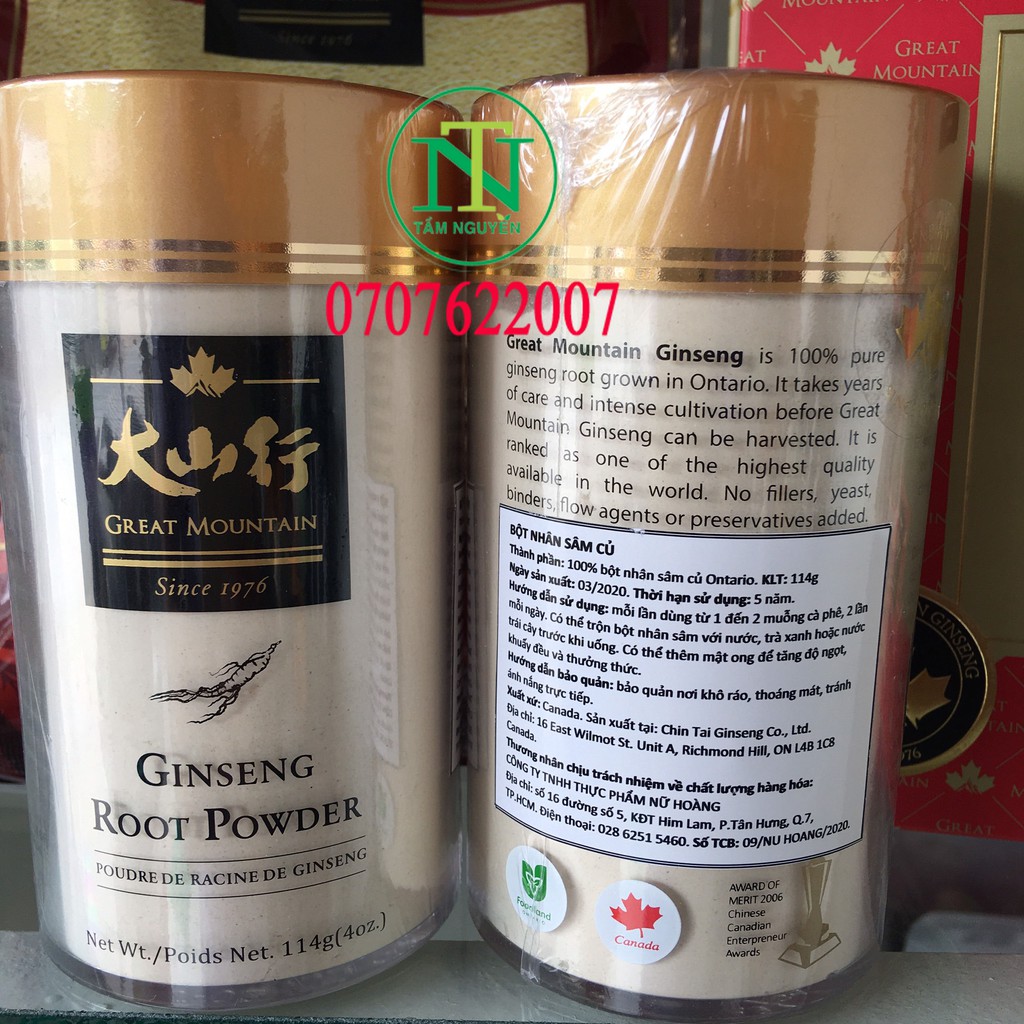 Since 1976
MOUNTAIN
GREAT
MOUNTAIN
TN
TẤM NGUYÊN
0707622007
大山行
GREAT MOUNTAIN
Since 1976
GINSENG
ROOT POWDER
POUDRE DE RACINE DE GINSENG
Net Wt./Poids Net. 114g(4oz.)
Great Mountain Ginseng is 100% pure
ginseng root grown in Ontario. It takes years
of care and intense cultivation before Great
Mountain Ginseng can be harvested. It is
ranked as one of the highest quality
available in the world. No fillers, yeast,
binders, flow agents or preservatives added.
BỘT NHÂN SÂM CỦ
Thành phần: 100% bột nhân sâm củ Ontario. KLT: 114g
Ngày sản xuất: 03/2020. Thời hạn sử dụng: 5 năm.
Hướng dẫn sử dụng: mỗi lần dùng từ 1 đến 2 muỗng cà phê, 2 lần
mỗi ngày. Có thể trộn bột nhân sâm với nước, trà xanh hoặc nước
trái cây trước khi uống. Có thể thêm mật ong để tăng độ ngọt,
khuấy đều và thưởng thức.
Hướng dẫn bảo quản: bảo quản nơi khô ráo, thoáng mát, tránh
ánh nắng trực tiếp.
Xuất xứ: Canada. Sản xuất tại: Chin Tai Ginseng Co., Ltd.
Địa chỉ: 16 East Wilmot St. Unit A, Richmond Hill, ON L4B 1C8
Canada.
Thương nhân chịu trách nhiệm về chất lượng hàng hóa:
CÔNG TY TNHH THỰC PHẨM NỮ HOÀNG
Địa chỉ: số 16 đường số 5, KĐT Him Lam, P.Tân Hưng, Q.7,
TP.HCM. Điện thoại: 028 6251 5460. Số TCB: 09/NU HOANG/2020.
Foodland
Canada
AWARD OF
MERIT 2006
Chinese
Canadian
Enterpreneur
Awards
GINSENG
GREAT